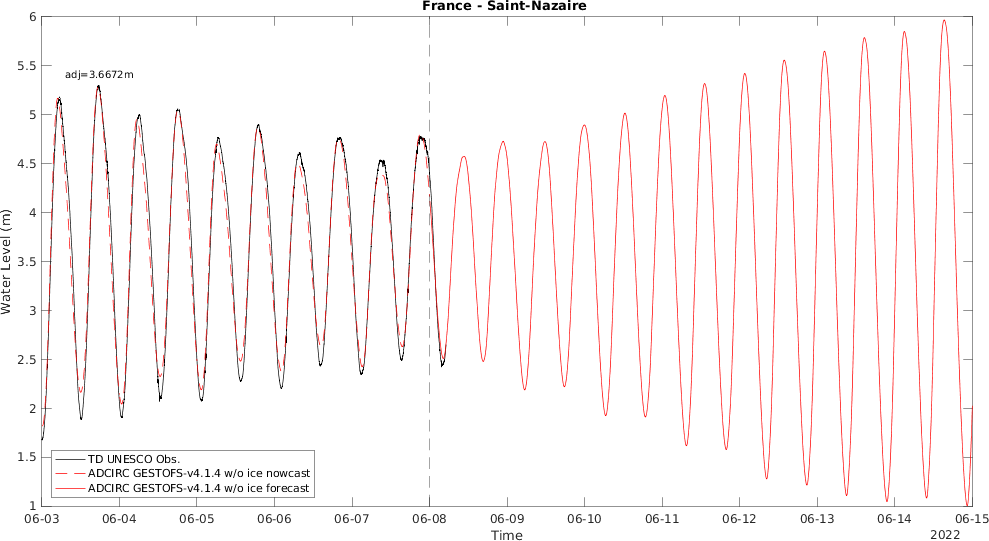 France - Saint-Nazaire
adj=3.6672m
6
5.5
5
4.5
4
3.5
3
2.5
2
1.5
1
Water Level (m)
TD UNESCO Obs.
ADCIRC GESTOFS-v4.1.4 w/o ice nowcast
ADCIRC GESTOFS-v4.1.4 w/o ice forecast
06-03 06-04 06-05 06-06 06-07 06-08 06-09 06-10 06-11 06-12 06-13 06-14 06-15
Time
2022